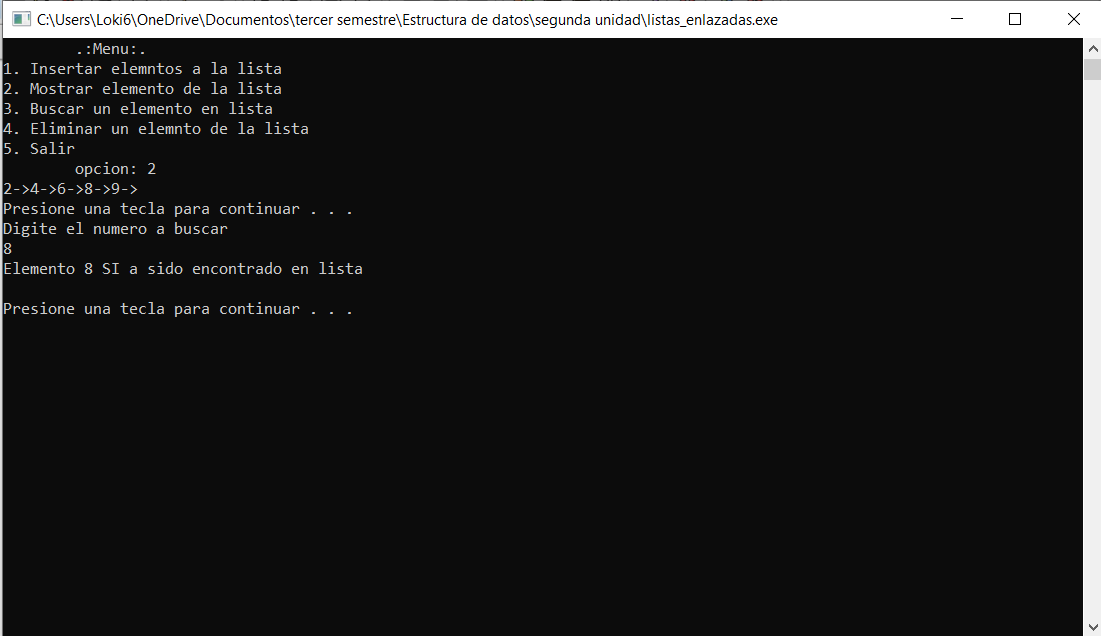 C:\Users\Loki6\OneDrive\Documentos\tercer semestre\Estructura de datos\segunda unidad\listas_enlazadas.exe
.:Menu:.
1. Insertar elemntos a la lista
2. Mostrar elemento de la lista
3. Buscar un elemento en lista
4. Eliminar un elemnto de la lista
5. Salir
opcion: 2
2->4->6->8->9->
Presione una tecla para continuar . . .
Digite el numero a buscar
8
Elemento 8 SI a sido encontrado en lista
Presione una tecla para continuar . . .